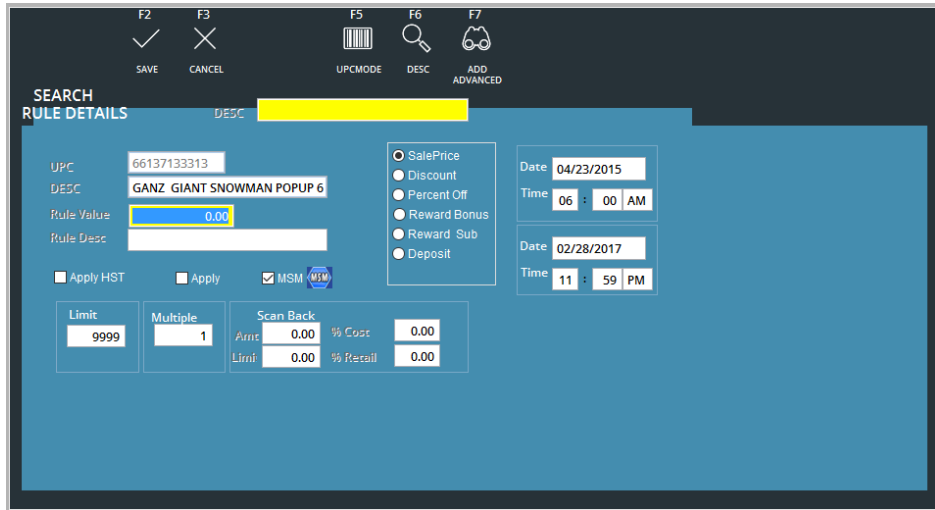 F2 F3 F5 F6 F7
SAVE CANCEL UPCMODE DESC ADD ADVANCED
SEARCH
RULE DETAILS
DESC
UPC 66137133313
DESC GANZ GIANT SNOWMAN POPUP 6
Rule Value 0.00
Rule Desc
Apply HST Apply MSM MSM
SalePrice
Discount
Percent Off
Reward Bonus
Reward Sub
Deposit
Date 04/23/2015
Time 06 : 00 AM
Date 02/28/2017
Time 11 : 59 PM
Limit
9999
Multiple
1
Scan Back
Amt 0.00 % Cost 0.00
Limit 0.00 % Retail 0.00